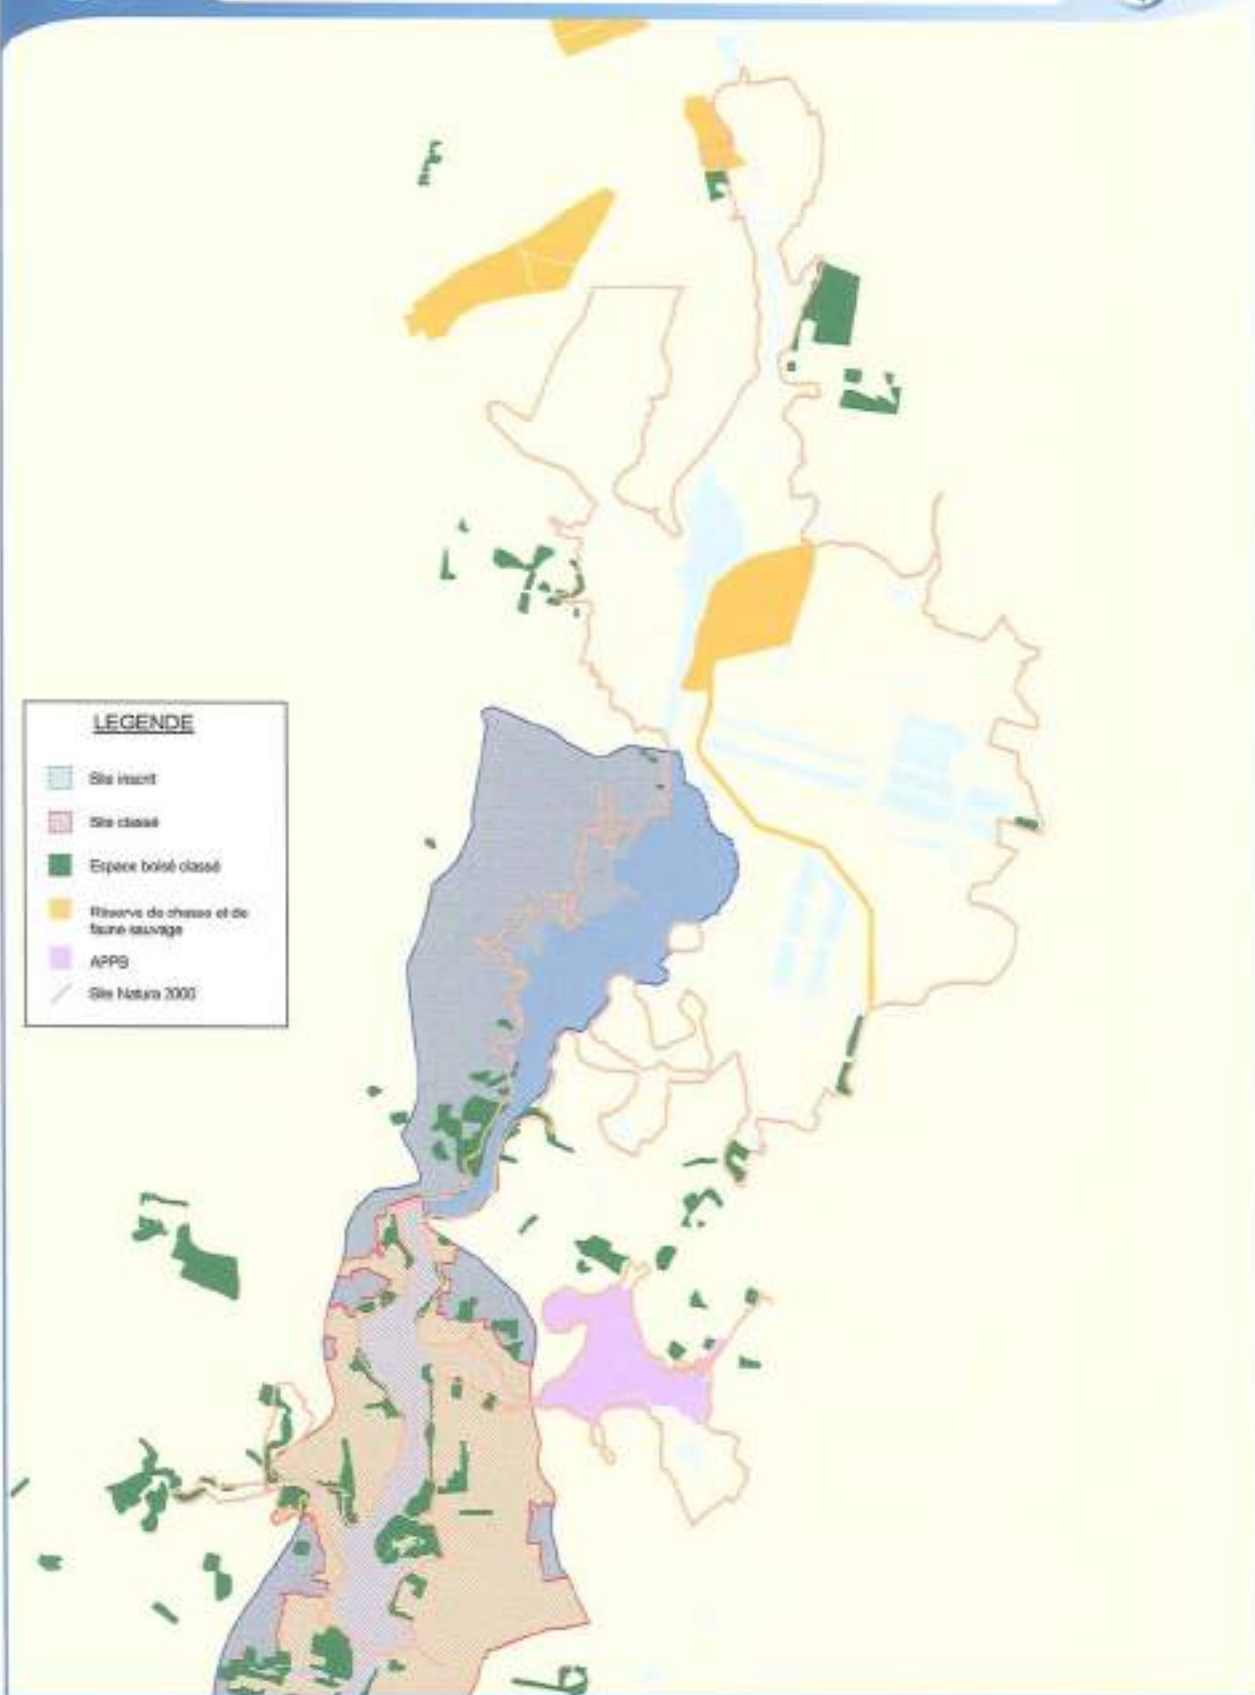 LEGENDE
Site inscrit
Site classé
Espace boisé classé
Réserve de chasse et de
faune sauvage
APPB
Site Natura 2000